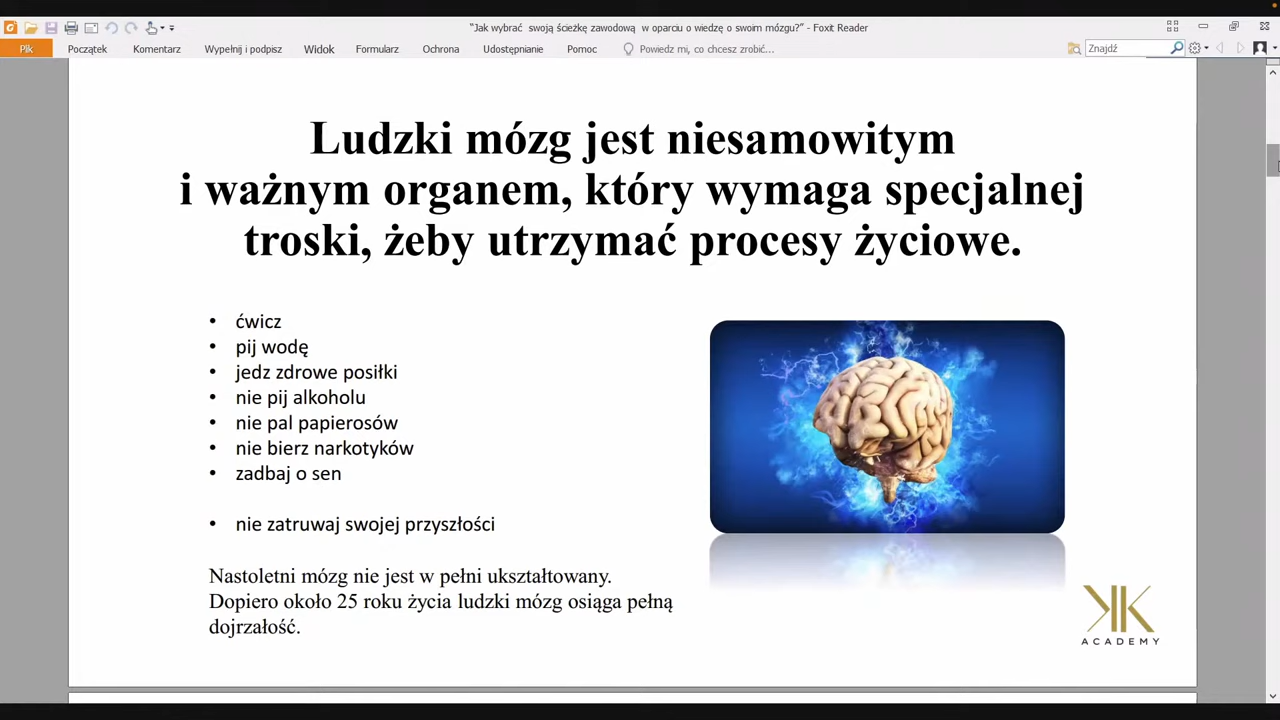 “Jak wybrać swoją ścieżkę zawodową w oparciu o wiedzę o swoim mózgu?” - Foxit Reader
Plik
Początek
Komentarz
Wypełnij i podpisz
Widok
Formularz
Ochrona
Udostępnianie
Pomoc
Powiedz mi, co chcesz zrobić...
Znajdź
Ludzki mózg jest niesamowitym
i ważnym organem, który wymaga specjalnej
troski, żeby utrzymać procesy życiowe.
• ćwicz
• pij wodę
• jedz zdrowe posiłki
• nie pij alkoholu
• nie pal papierosów
• nie bierz narkotyków
• zadbaj o sen
• nie zatruwaj swojej przyszłości
Nastoletni mózg nie jest w pełni ukształtowany.
Dopiero około 25 roku życia ludzki mózg osiąga pełną
dojrzałość.
KK
ACADEMY